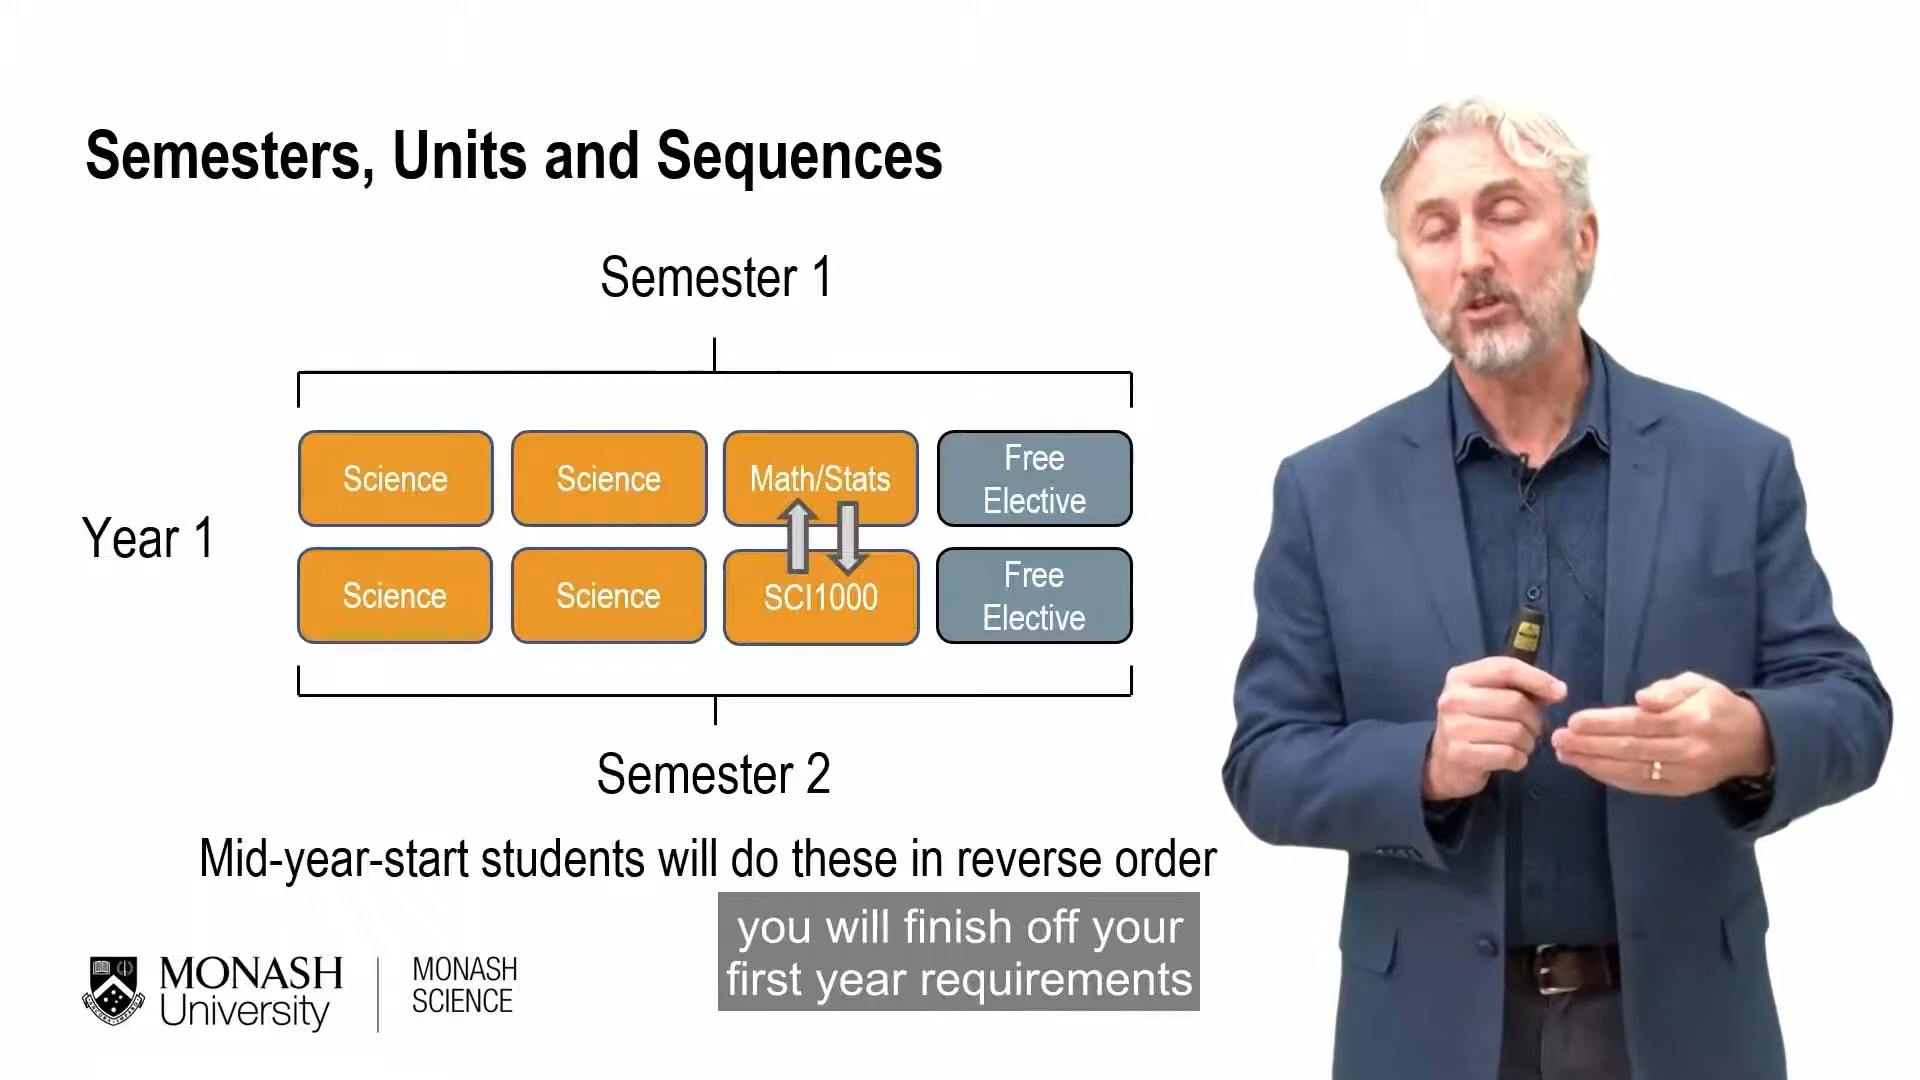 Semesters, Units and Sequences
Semester 1
Year 1
Science
Science
Math/Stats
Free
Elective
Science
Science
SCI1000
Free
Elective
Semester 2
Mid-year-start students will do these in reverse order
you will finish off your
first year requirements
MONASH
University
MONASH
SCIENCE